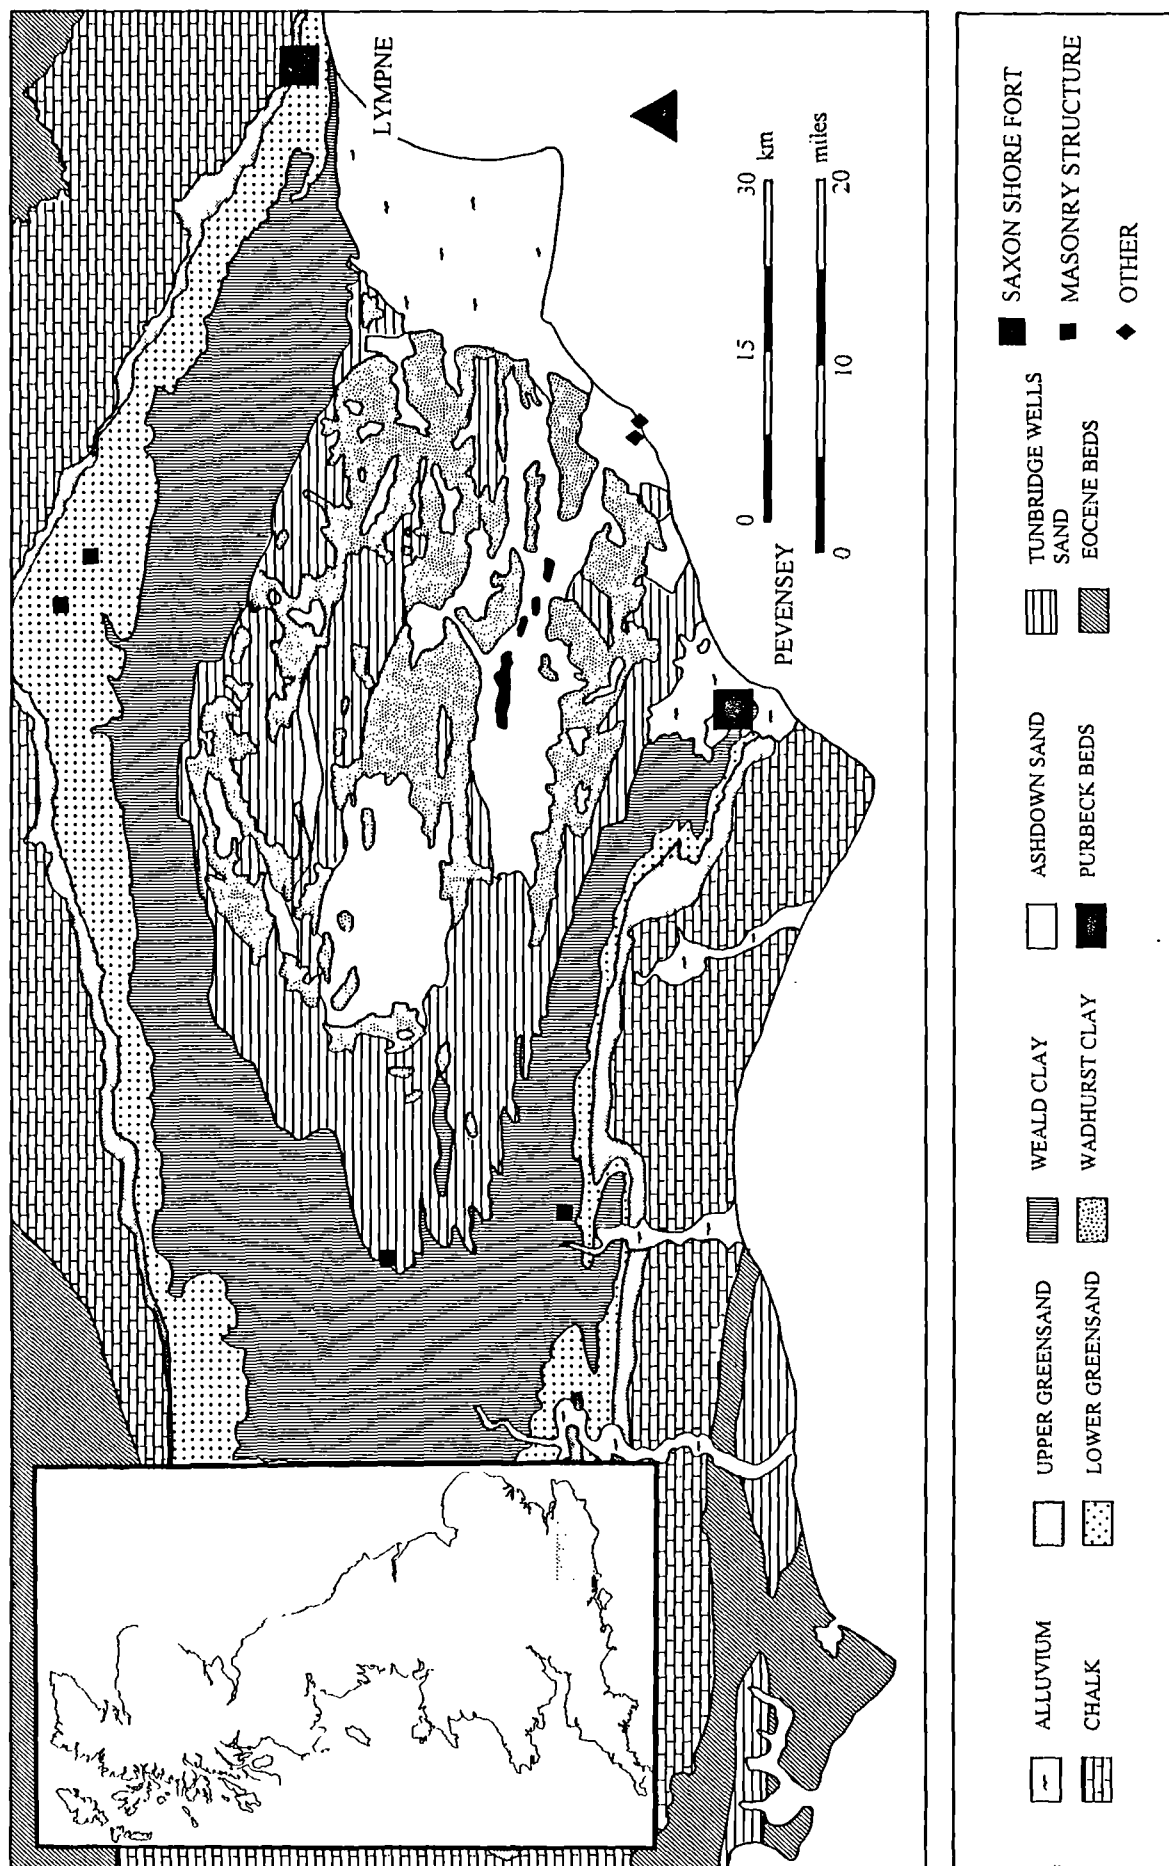 LYMPNE
PEVENSEY
0 15 30 km
0 10 20 miles
ALLUVIUM
CHALK
UPPER GREENSAND
LOWER GREENSAND
WEALD CLAY
WADHURST CLAY
ASHDOWN SAND
PURBECK BEDS
TUNBRIDGE WELLS
SAND
EOCENE BEDS
SAXON SHORE FORT
MASONRY STRUCTURE
OTHER